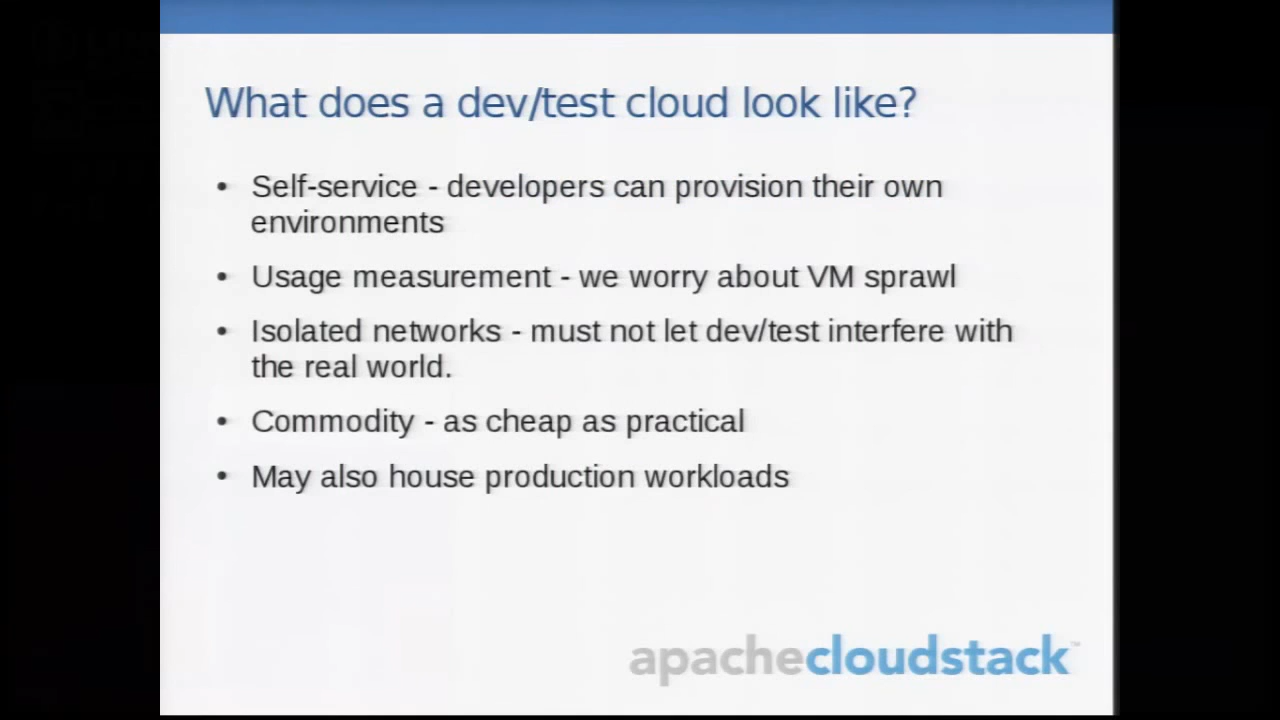 What does a dev/test cloud look like?
• Self-service - developers can provision their own
environments
• Usage measurement - we worry about VM sprawl
• Isolated networks - must not let dev/test interfere with
the real world.
• Commodity - as cheap as practical
• May also house production workloads
apachecloudstack™